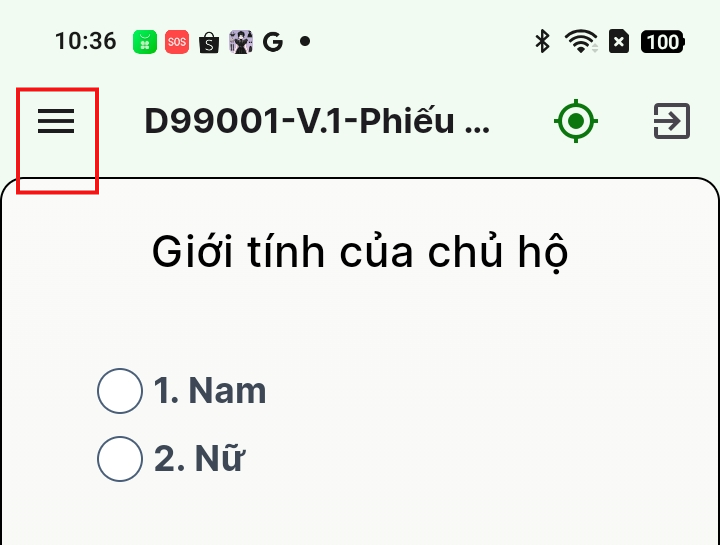 10:36 SOS S G 100
D99001-V.1-Phiếu ...
Giới tính của chủ hộ
1. Nam
2. Nữ